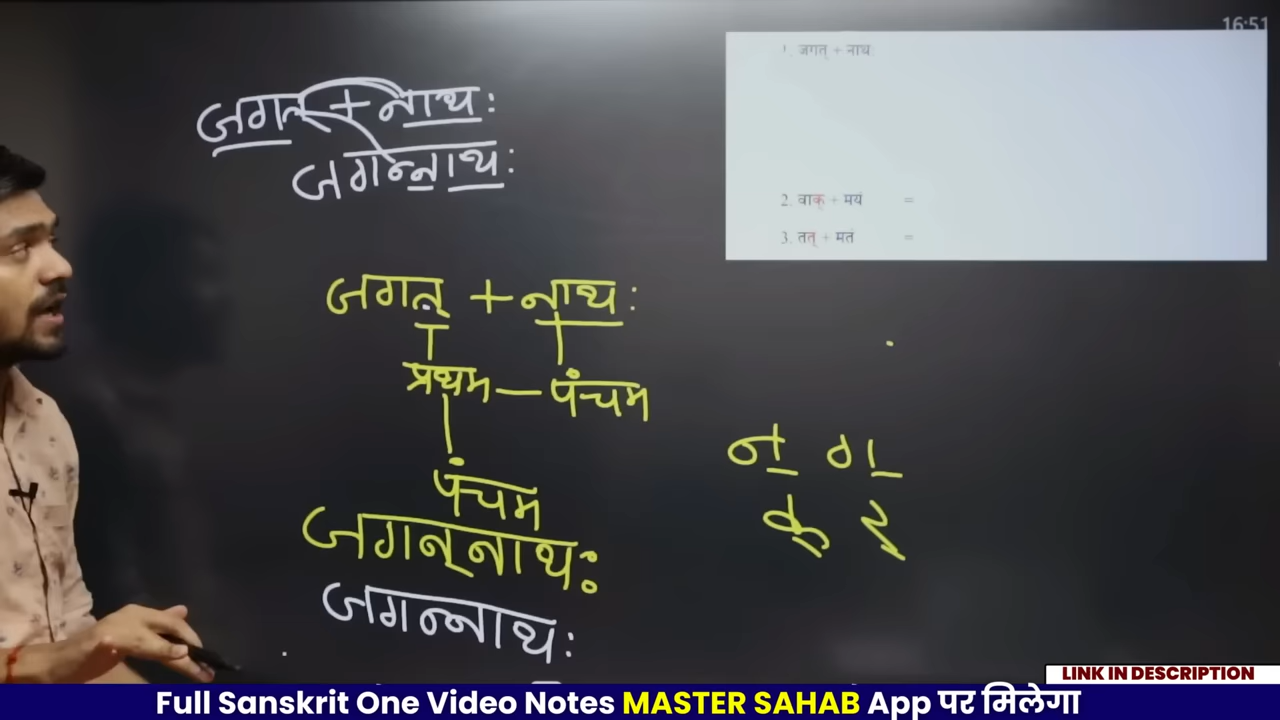 16:51
जगत् + नाथः
जगन्नाथः
1. जगत् + नाथ
2. वाक् + मयं =
3. तत् + मतं =
जगत् + नाथः
प्रथम — पंचम
पंचम
जगन्नाथः
जगन्नाथः
न ग
क्
LINK IN DESCRIPTION
Full Sanskrit One Video Notes MASTER SAHAB App पर मिलेगा